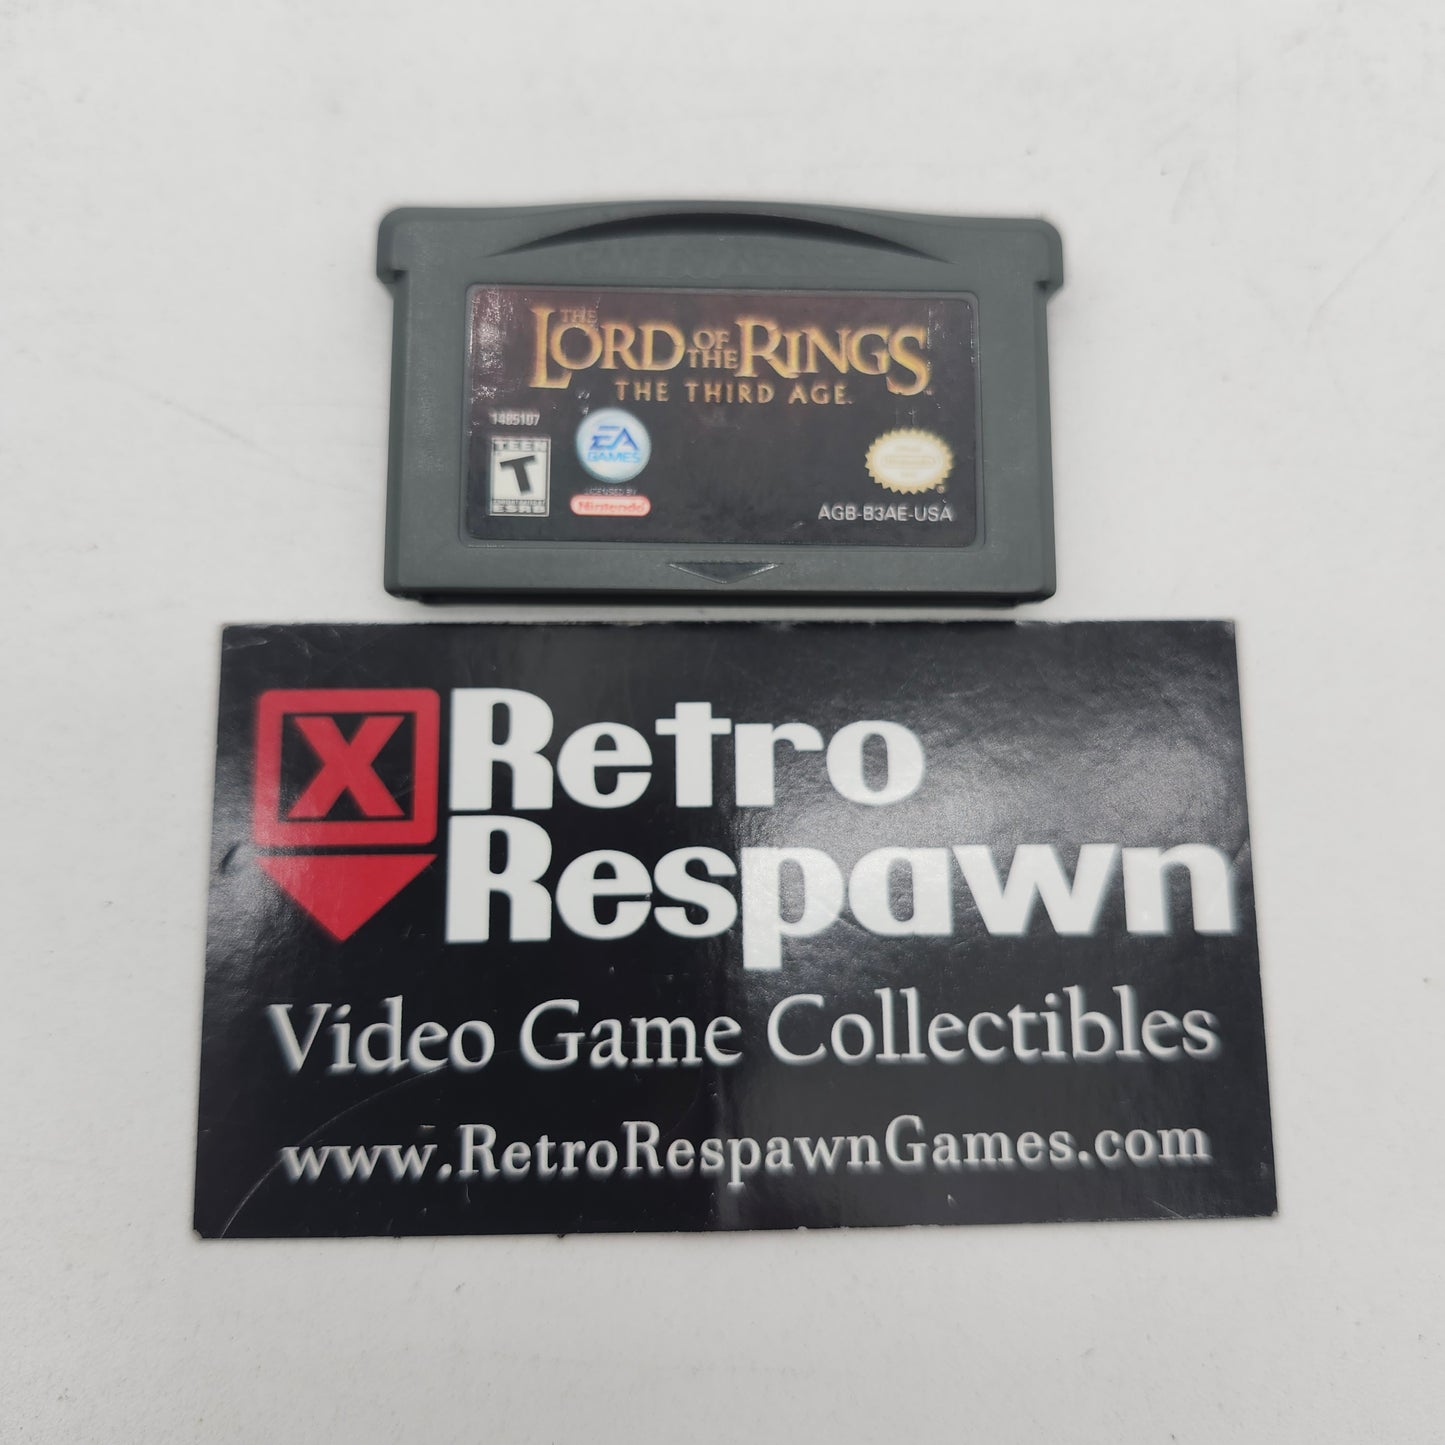 THE
LORD OF THE RINGS
THE THIRD AGE
1485107
TEEN
T
ESRB
EA
GAMES
LICENSED BY
Nintendo
Nintendo
AGB-B3AE-USA
X
Retro
Respawn
Video Game Collectibles
www.RetroRespawnGames.com